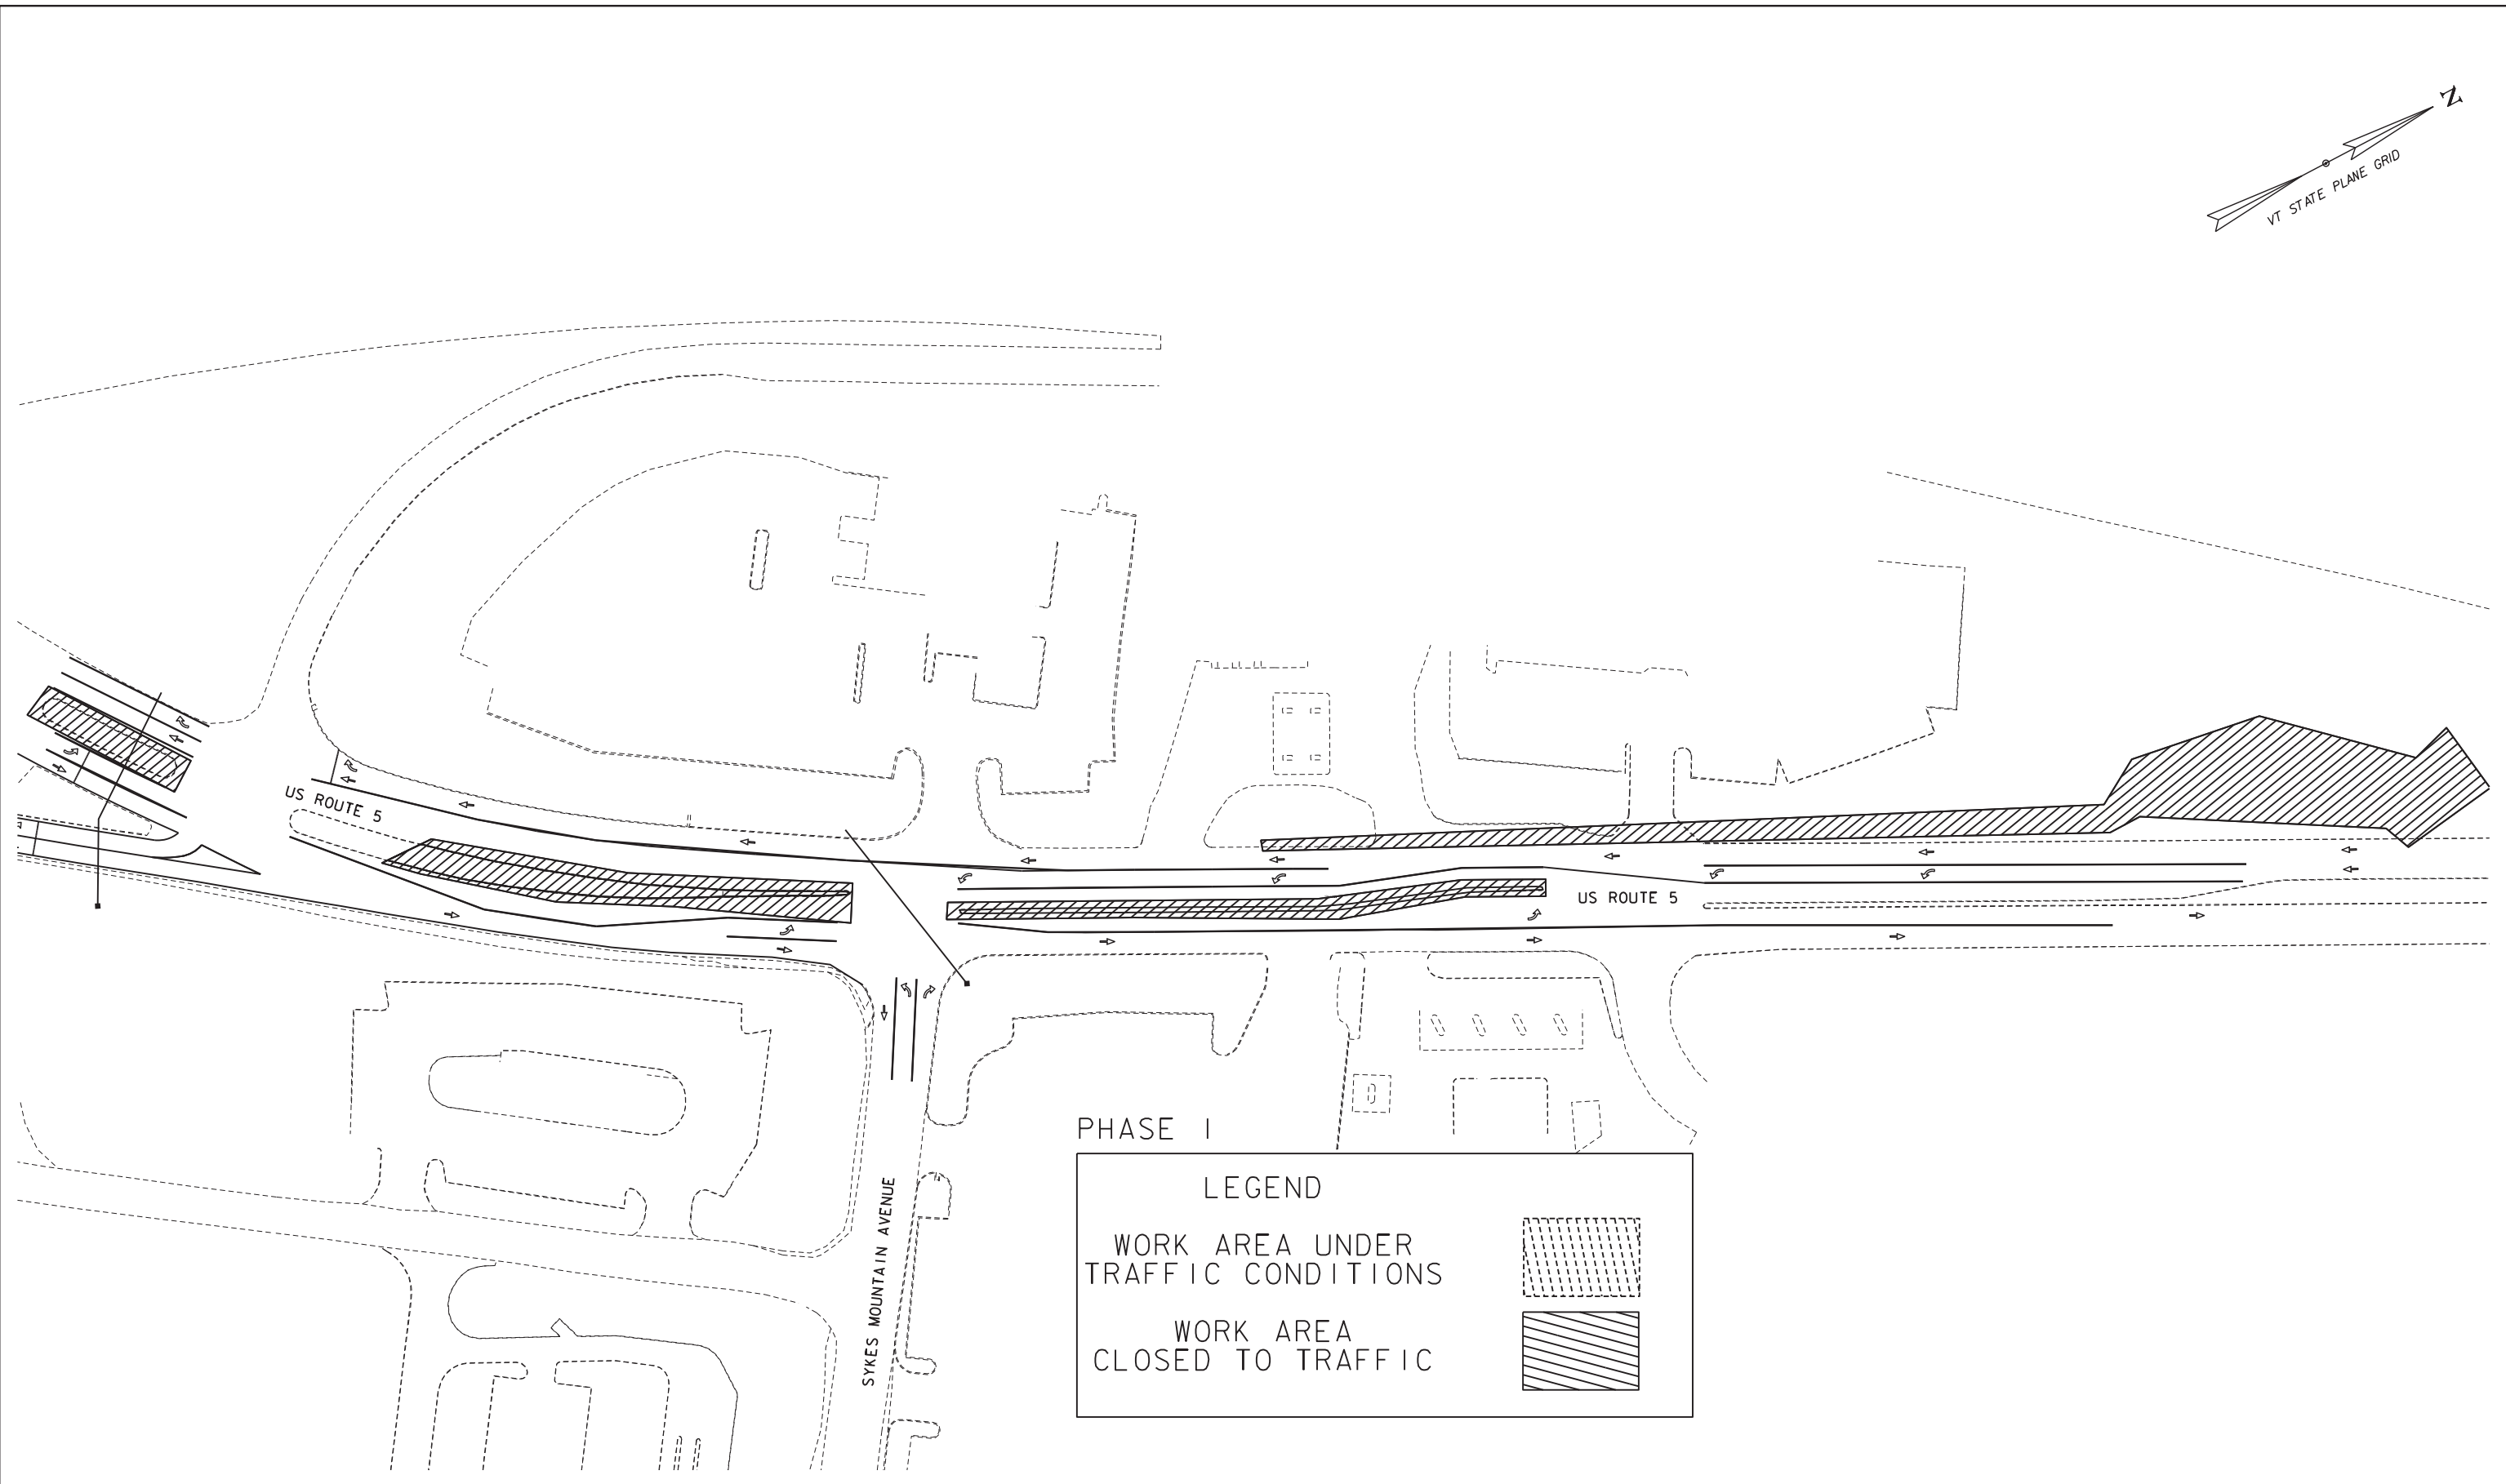 N
VT STATE PLANE GRID
US ROUTE 5
US ROUTE 5
SYKES MOUNTAIN AVENUE
PHASE I
LEGEND
WORK AREA UNDER
TRAFFIC CONDITIONS
WORK AREA
CLOSED TO TRAFFIC